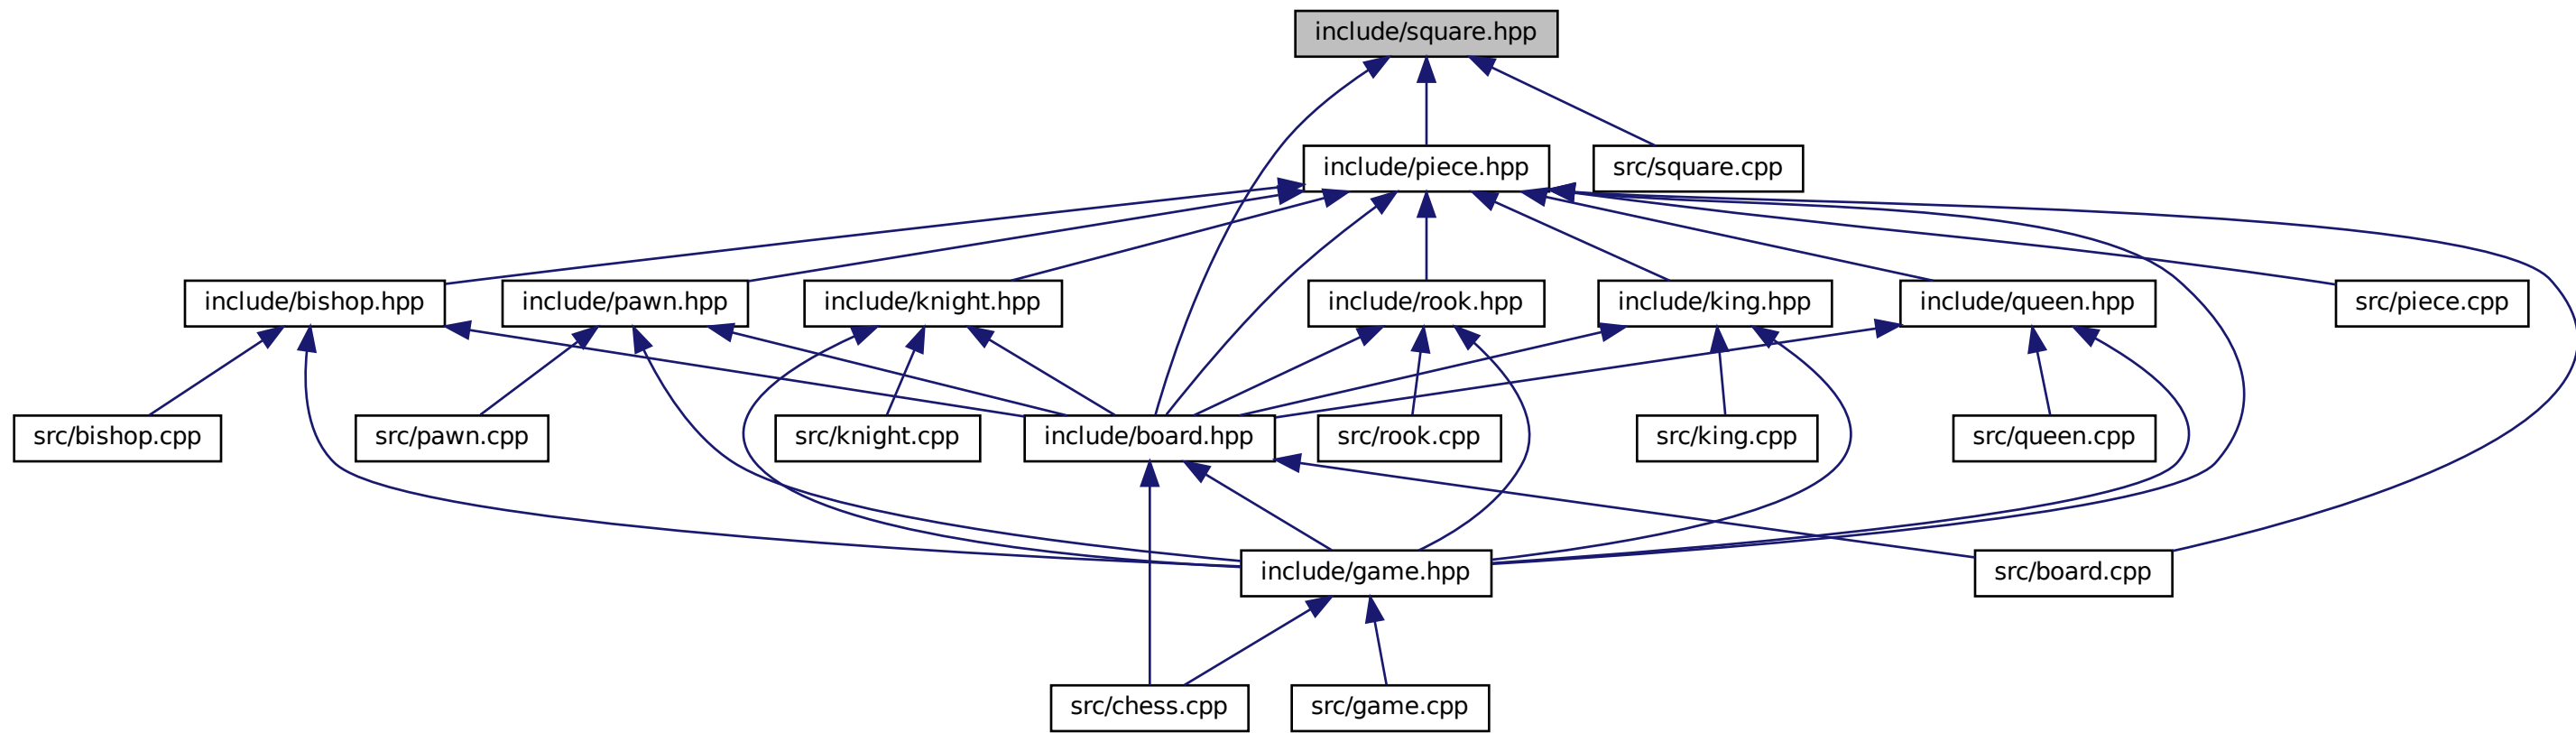 include/square.hpp
include/piece.hpp
src/square.cpp
include/bishop.hpp
include/pawn.hpp
include/knight.hpp
include/rook.hpp
include/king.hpp
include/queen.hpp
src/piece.cpp
src/bishop.cpp
src/pawn.cpp
src/knight.cpp
include/board.hpp
src/rook.cpp
src/king.cpp
src/queen.cpp
include/game.hpp
src/board.cpp
src/chess.cpp
src/game.cpp